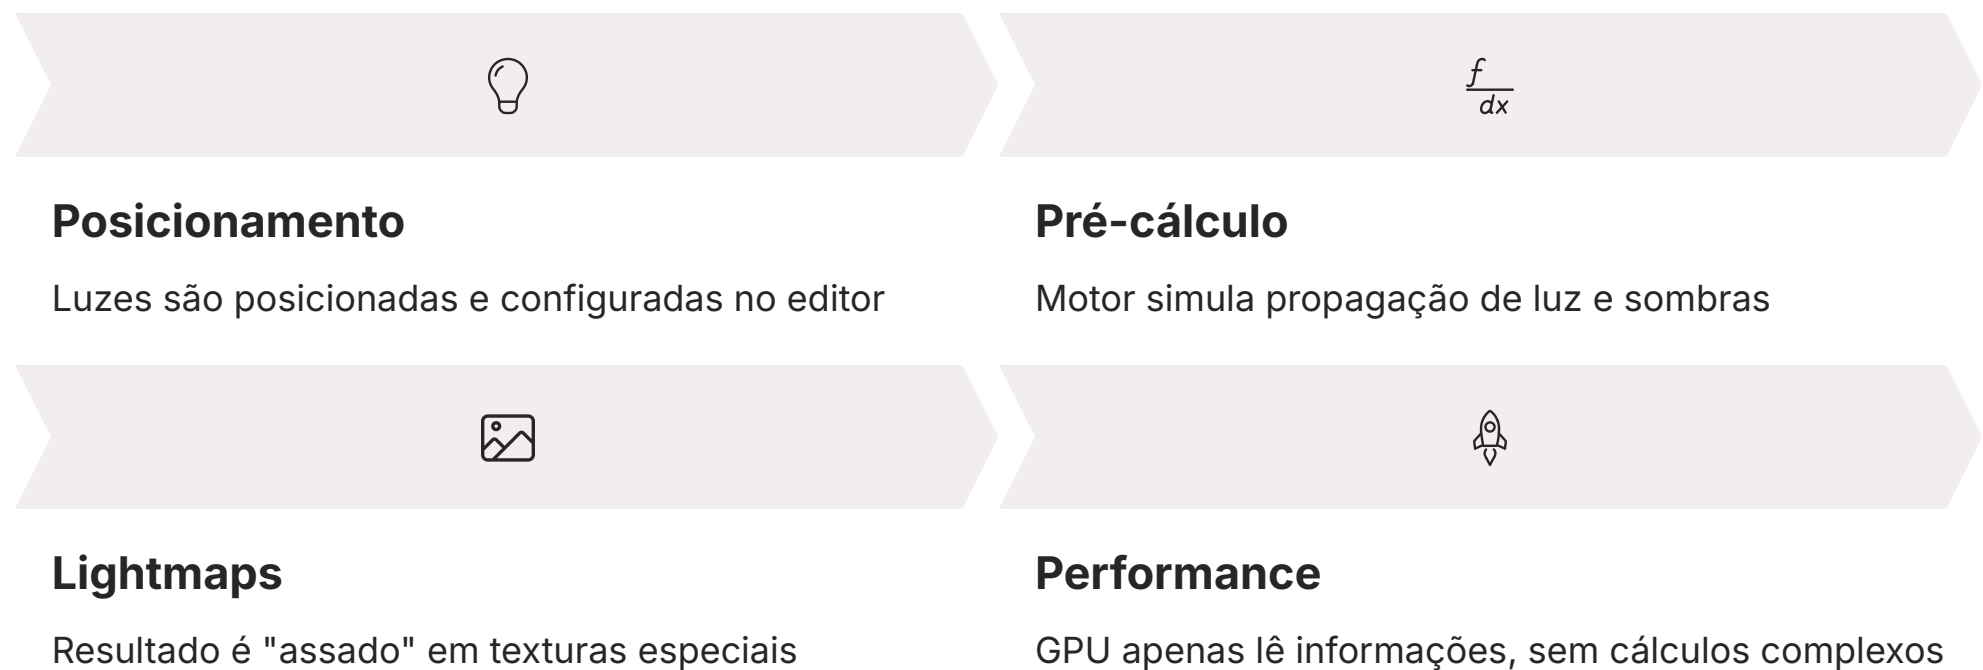 f
dx
Posicionamento
Luzes são posicionadas e configuradas no editor
Pré-cálculo
Motor simula propagação de luz e sombras
Lightmaps
Resultado é "assado" em texturas especiais
Performance
GPU apenas lê informações, sem cálculos complexos